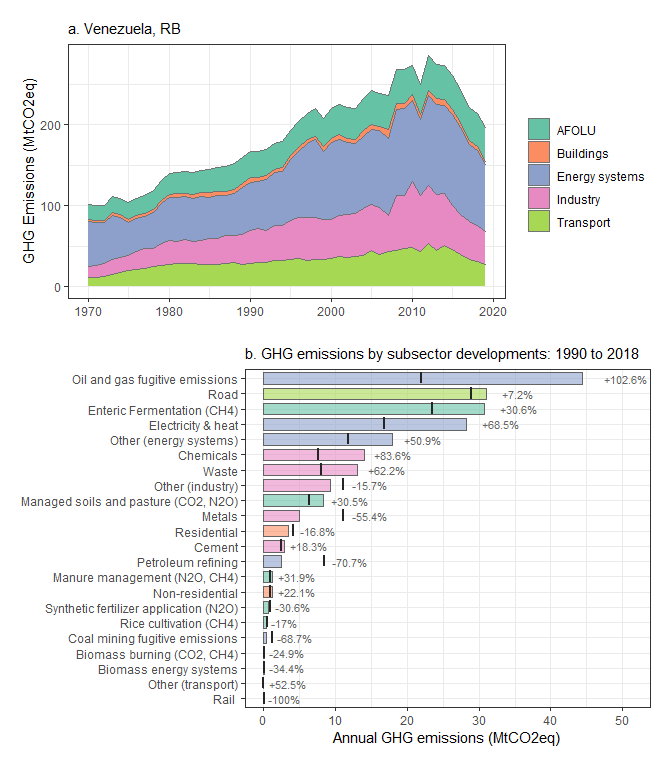 a. Venezuela, RB
GHG Emissions (MtCO2eq)
200
100
0
1970 1980 1990 2000 2010 2020
AFOLU
Buildings
Energy systems
Industry
Transport
b. GHG emissions by subsector developments: 1990 to 2018
Oil and gas fugitive emissions +102.6%
Road +7.2%
Enteric Fermentation (CH4) +30.6%
Electricity & heat +68.5%
Other (energy systems) +50.9%
Chemicals +83.6%
Waste +62.2%
Other (industry) -15.7%
Managed soils and pasture (CO2, N2O) +30.5%
Metals -55.4%
Residential -16.8%
Cement +18.3%
Petroleum refining -70.7%
Manure management (N2O, CH4) +31.9%
Non-residential +22.1%
Synthetic fertilizer application (N2O) -30.6%
Rice cultivation (CH4) -17%
Coal mining fugitive emissions -68.7%
Biomass burning (CO2, CH4) -24.9%
Biomass energy systems -34.4%
Other (transport) +52.5%
Rail -100%
0 10 20 30 40 50
Annual GHG emissions (MtCO2eq)